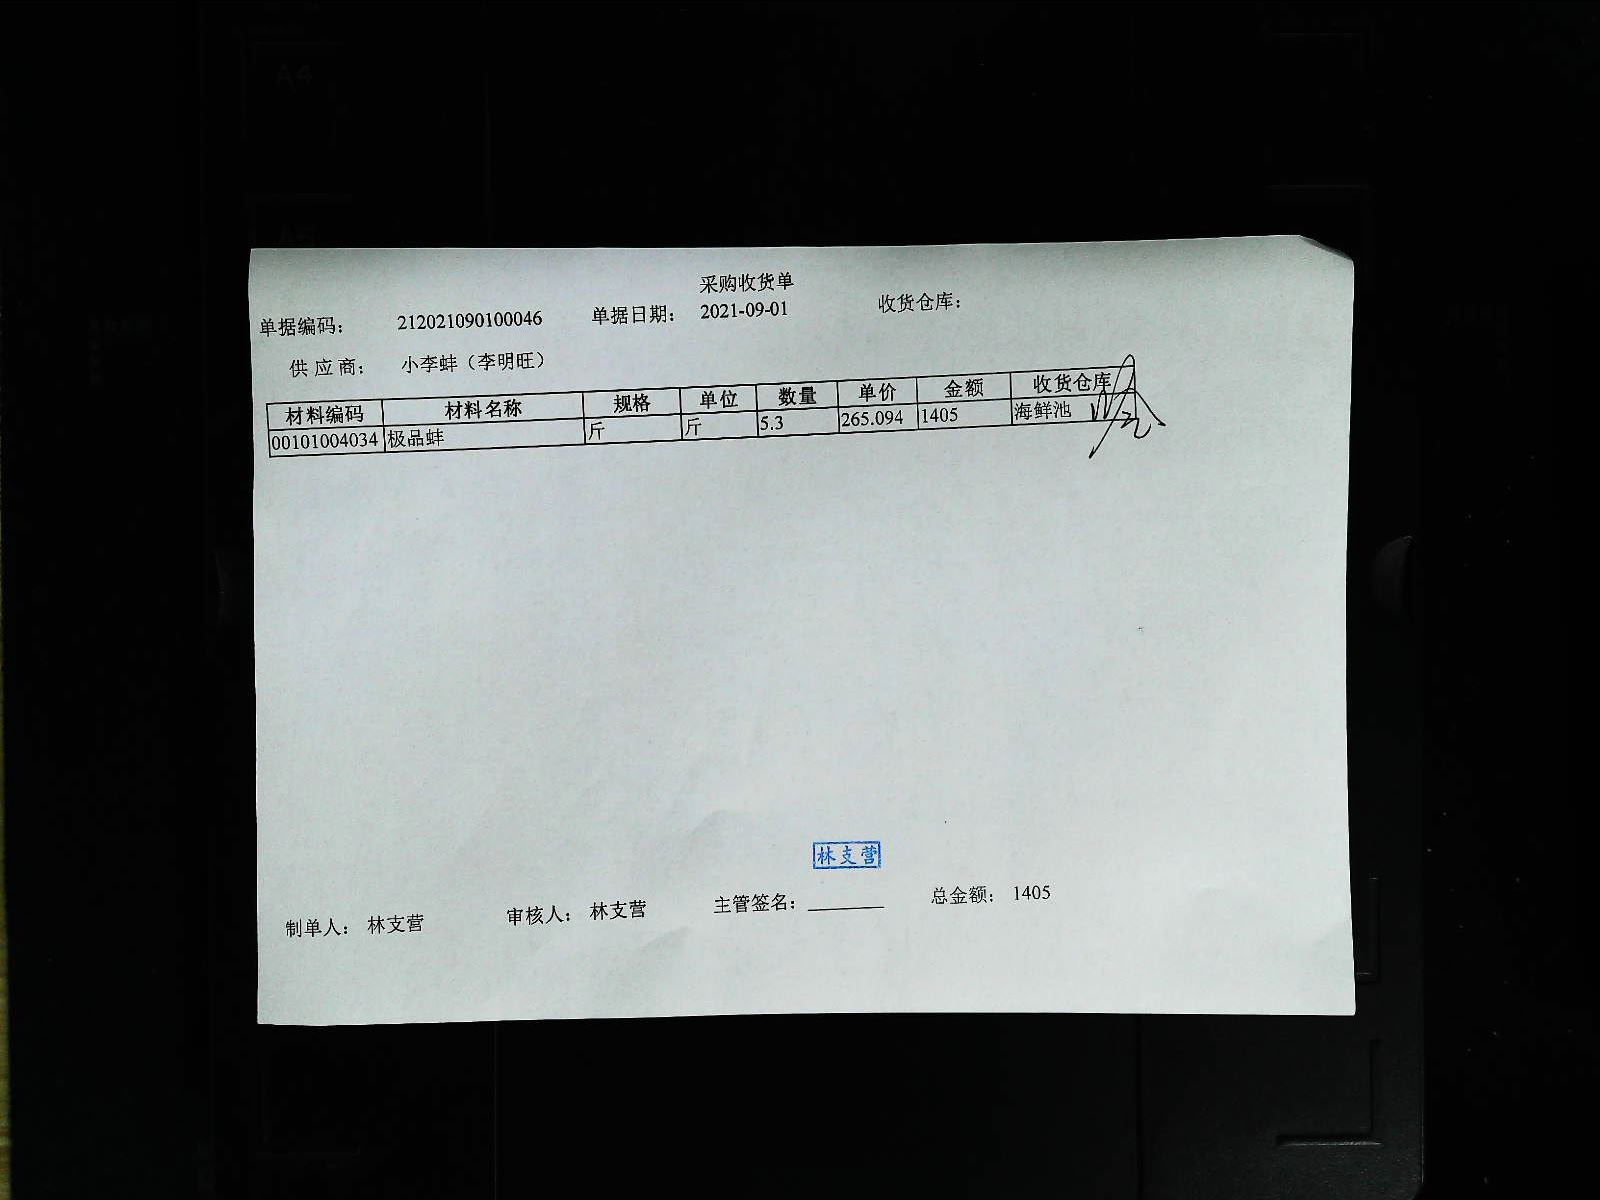 采购收货单
单据编码： 212021090100046 单据日期： 2021-09-01 收货仓库：
供应商： 小李蚌（李明旺）
材料编码 材料名称 规格 单位 数量 单价 金额 收货仓库
00101004034 极品蚌 斤 斤 5.3 265.094 1405 海鲜池
林支营
制单人： 林支营 审核人： 林支营 主管签名： 总金额： 1405